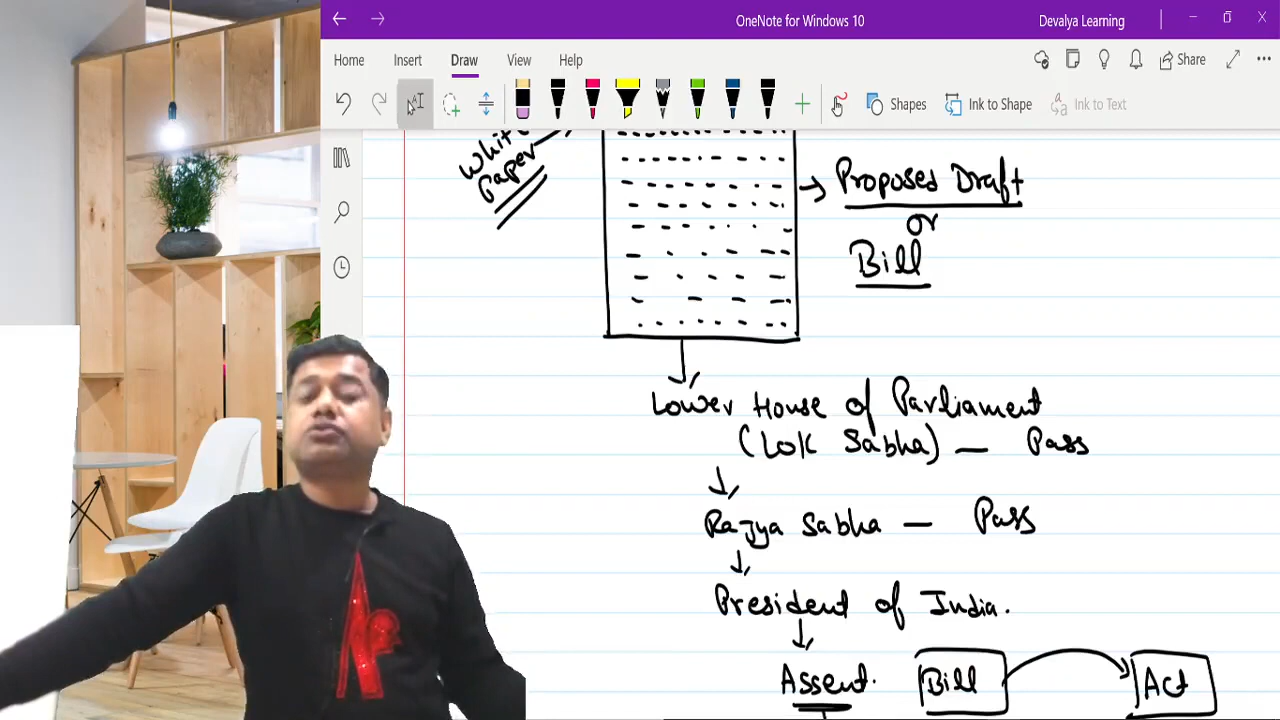 OneNote for Windows 10
Devalya Learning
Home
Insert
Draw
View
Help
Share
Shapes
Ink to Shape
Ink to Text
White
Paper
Proposed Draft
or
Bill
Lower House of Parliament
(Lok Sabha) — Pass
Rajya Sabha — Pass
President of India.
Assent. Bill Act